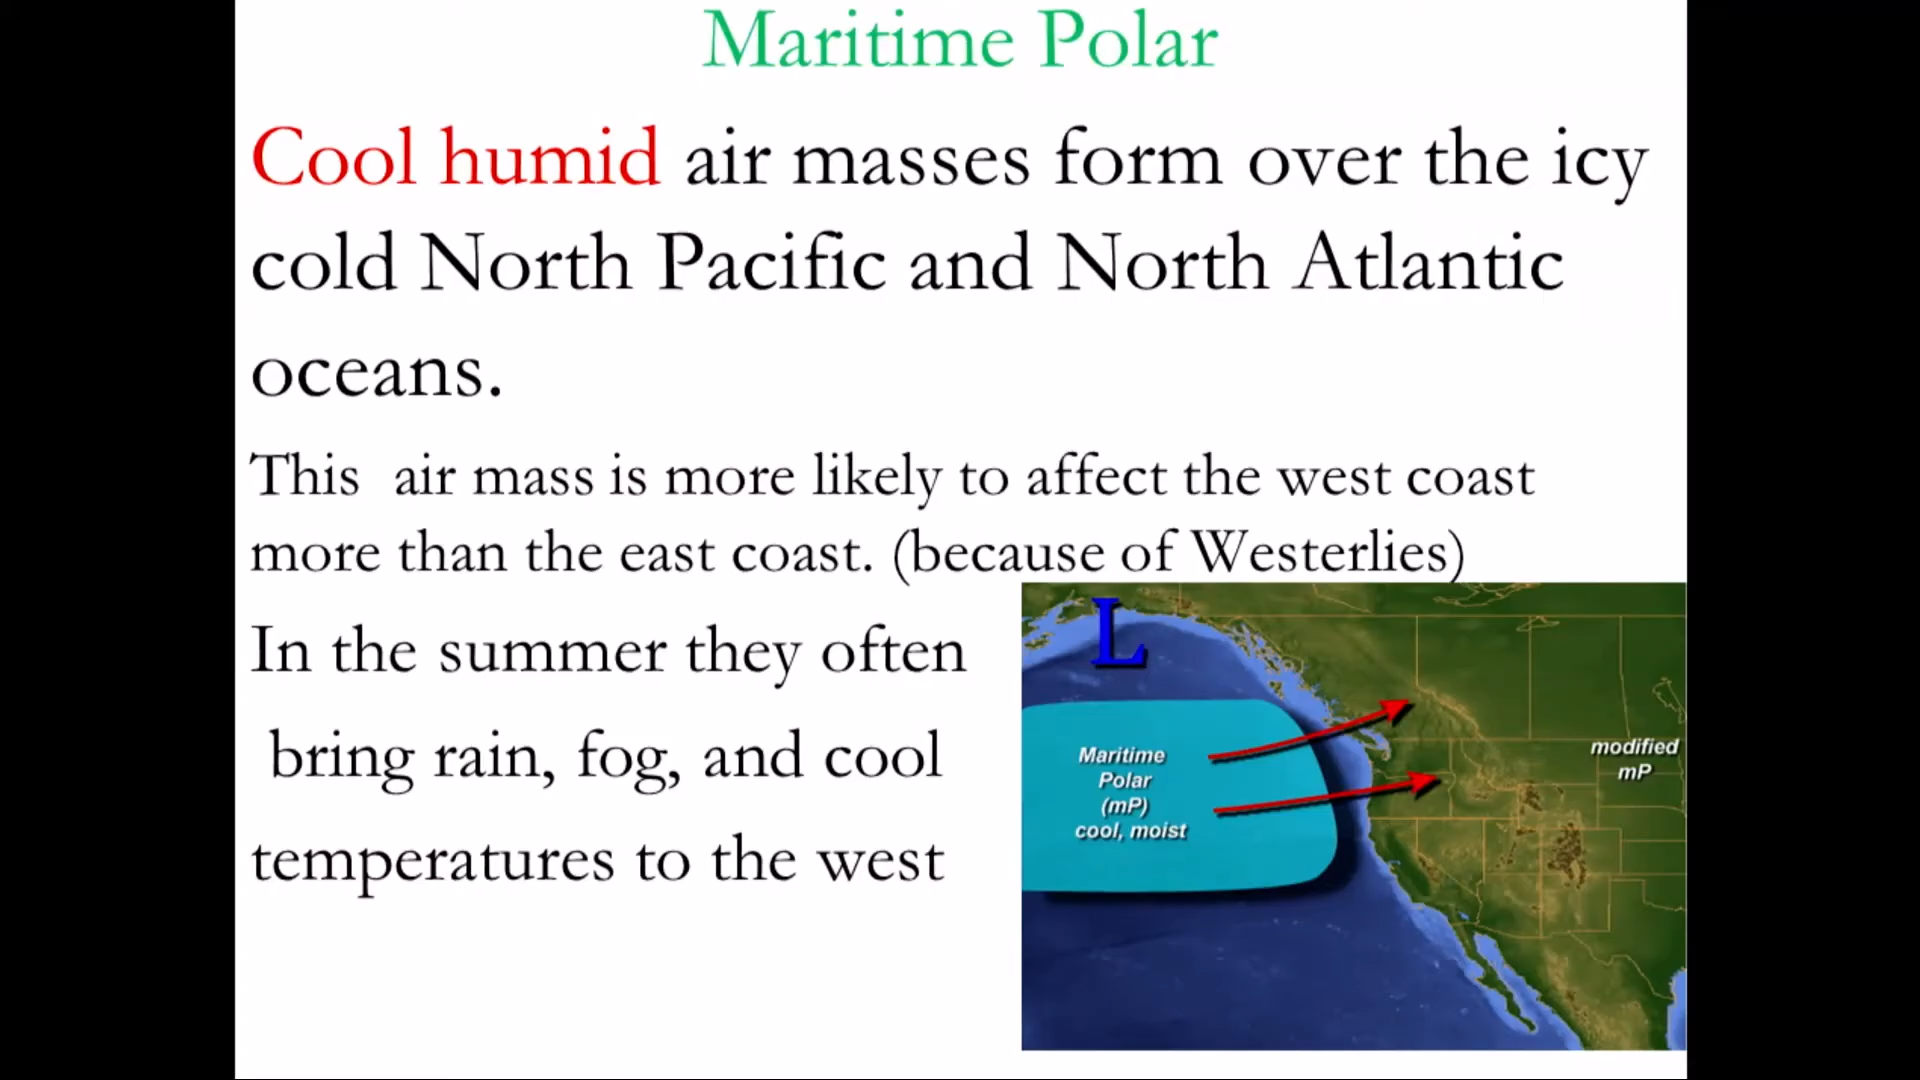 Maritime Polar
Cool humid air masses form over the icy
cold North Pacific and North Atlantic
oceans.
This air mass is more likely to affect the west coast
more than the east coast. (because of Westerlies)
In the summer they often
bring rain, fog, and cool
temperatures to the west
L
Maritime
Polar
(mP)
cool, moist
modified
mP